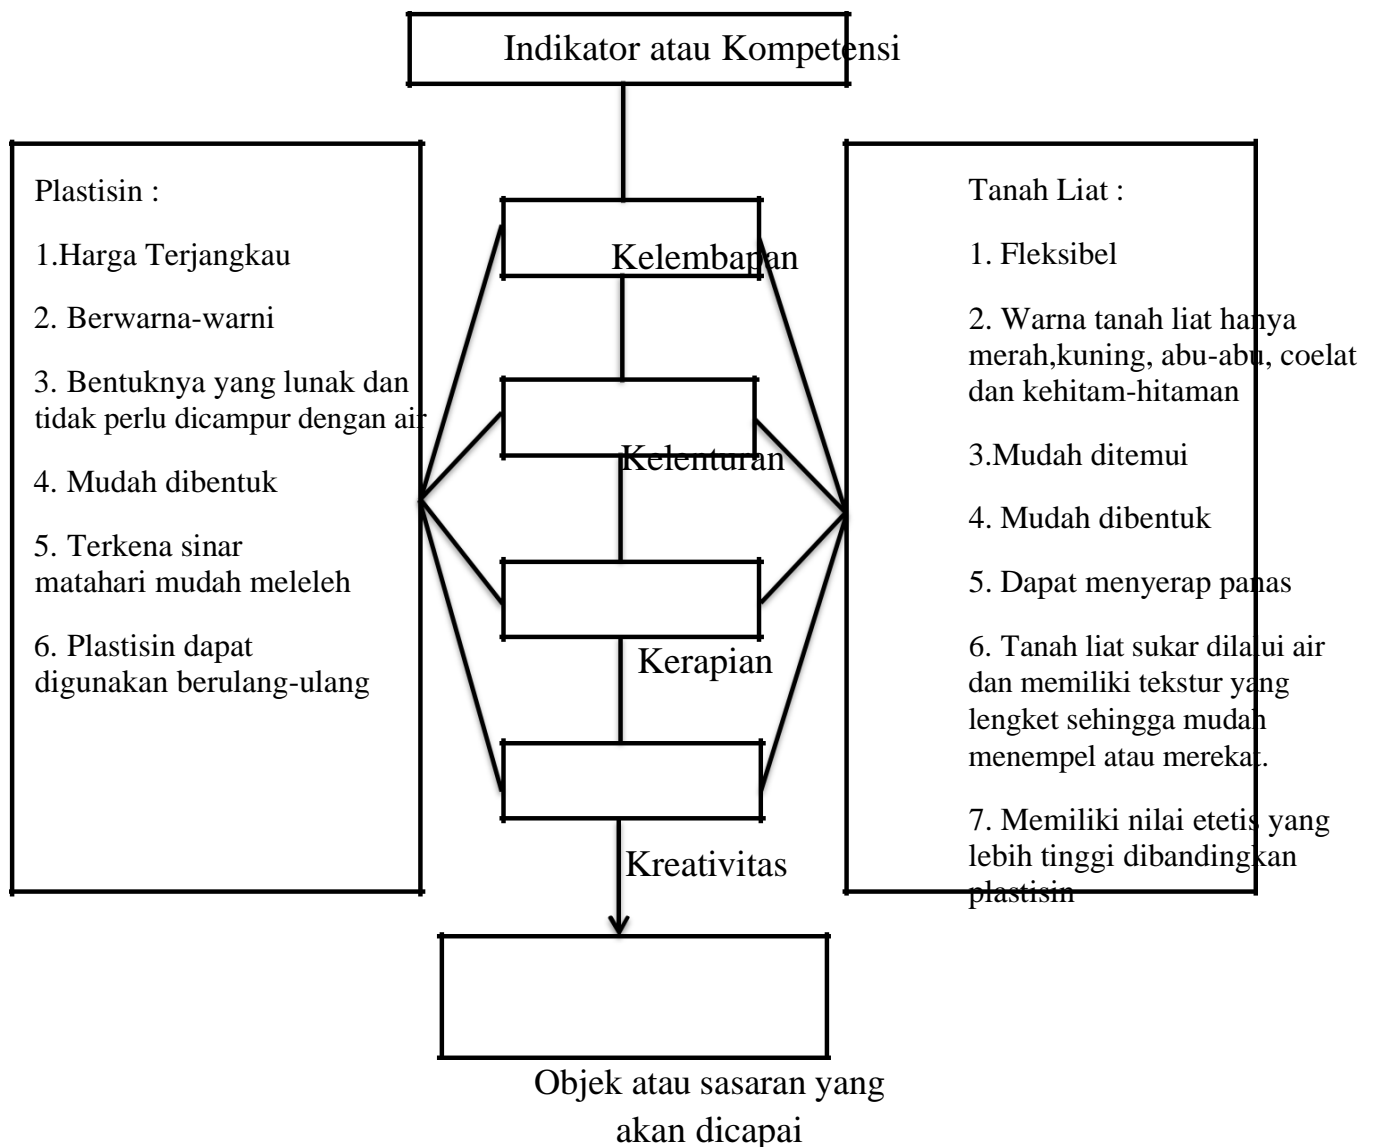 Indikator atau Kompetensi
Plastisin :
1.Harga Terjangkau
2. Berwarna-warni
3. Bentuknya yang lunak dan
tidak perlu dicampur dengan air
4. Mudah dibentuk
5. Terkena sinar
matahari mudah meleleh
6. Plastisin dapat
digunakan berulang-ulang
Kelembapan
Kelenturan
Kerapian
Kreativitas
Tanah Liat :
1. Fleksibel
2. Warna tanah liat hanya
merah,kuning, abu-abu, coelat
dan kehitam-hitaman
3.Mudah ditemui
4. Mudah dibentuk
5. Dapat menyerap panas
6. Tanah liat sukar dilalui air
dan memiliki tekstur yang
lengket sehingga mudah
menempel atau merekat.
7. Memiliki nilai etetis yang
lebih tinggi dibandingkan
plastisin
Objek atau sasaran yang
akan dicapai